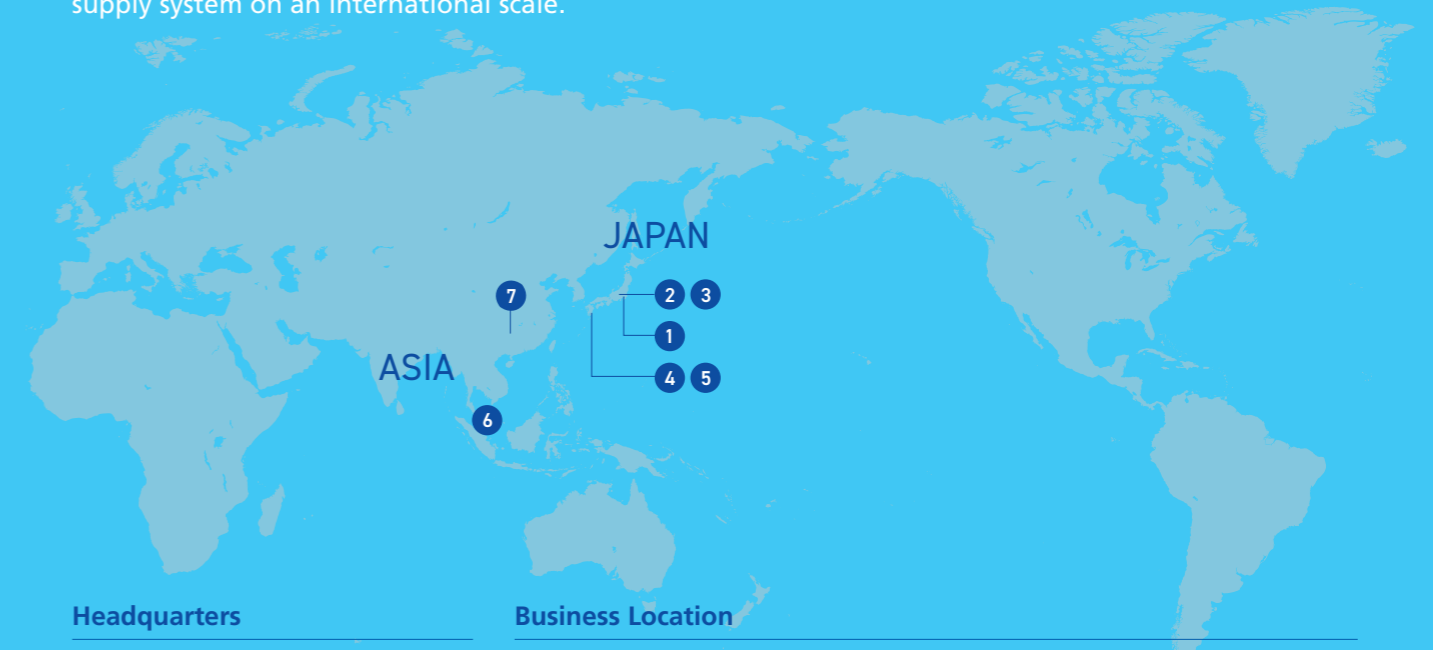 supply system on an international scale.
JAPAN
7
2 3
1
ASIA
4 5
6
Headquarters
Business Location